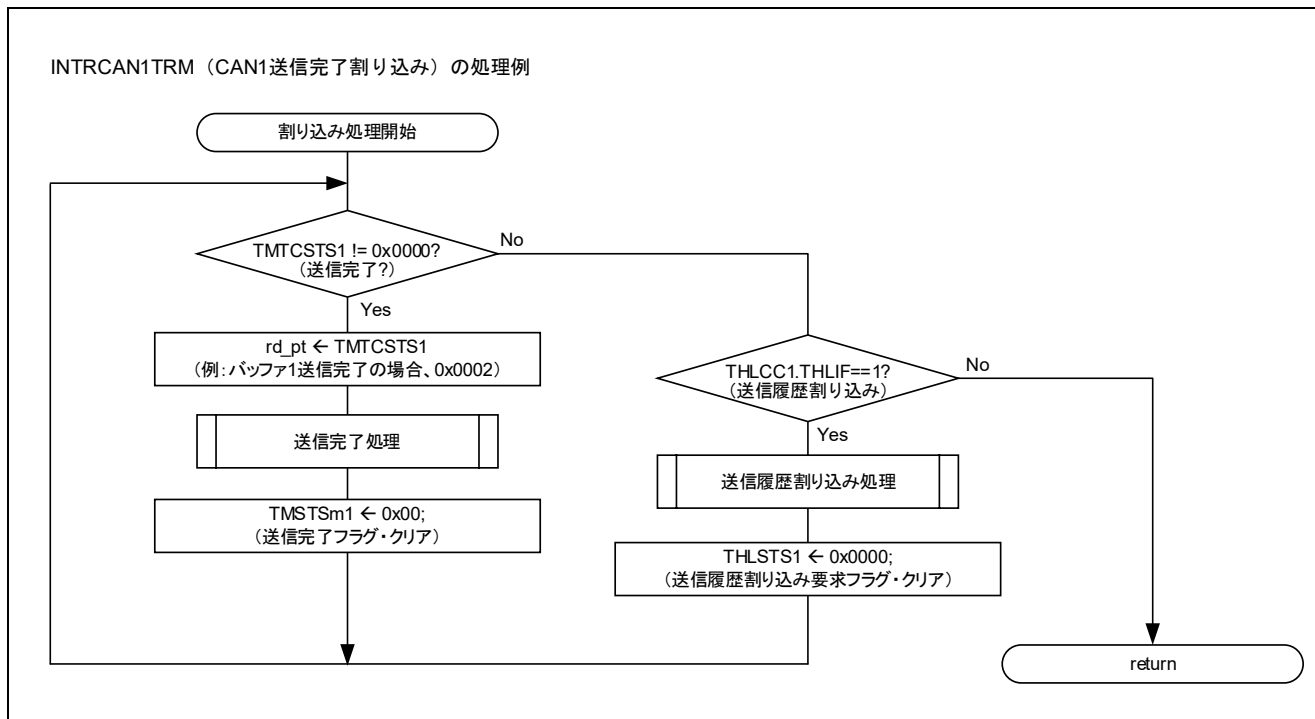 INTRCAN1TRM（CAN1送信完了割り込み）の処理例
割り込み処理開始
TMTCSTS1 != 0x0000?
（送信完了?）
No
Yes
rd_pt ← TMTCSTS1
（例：バッファ1送信完了の場合、0x0002）
送信完了処理
TMSTSm1 ← 0x00;
（送信完了フラグ・クリア）
THLCC1.THLIF==1?
（送信履歴割り込み）
No
Yes
送信履歴割り込み処理
THLSTS1 ← 0x0000;
（送信履歴割り込み要求フラグ・クリア）
return